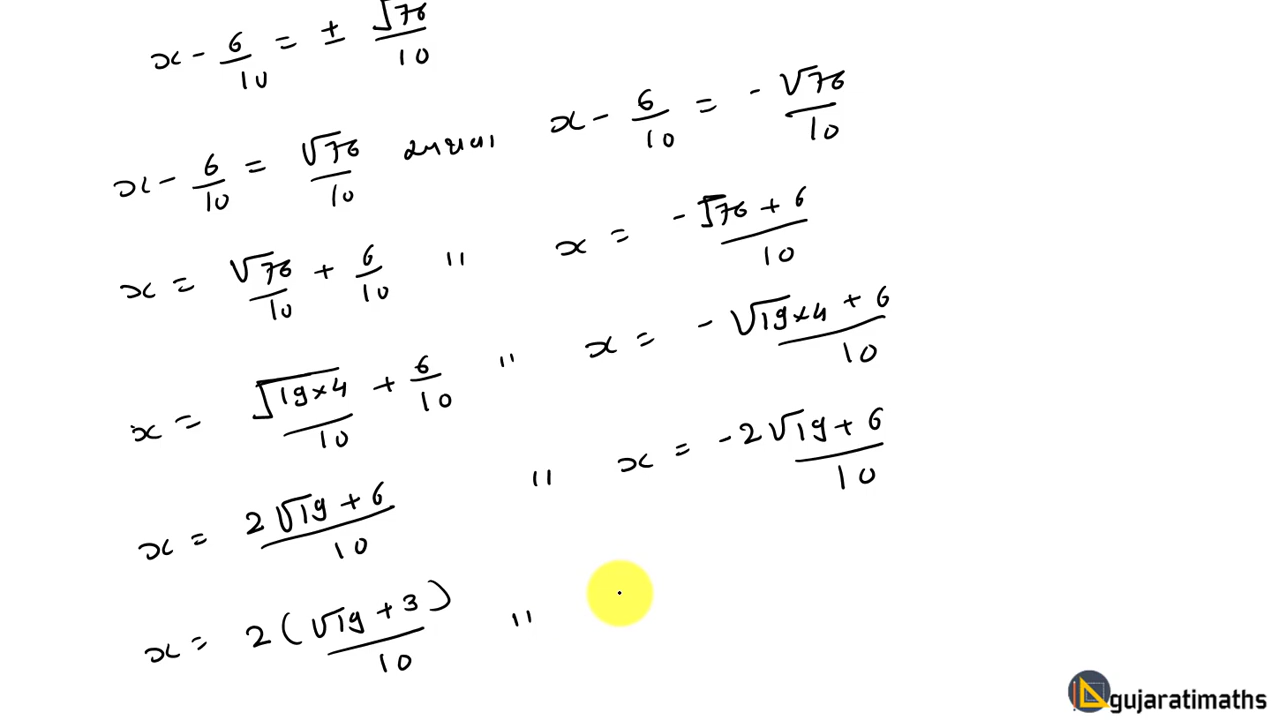 x - 6/10 = ± √76/10
x - 6/10 = √76/10 અથવા x - 6/10 = - √76/10
x = √76/10 + 6/10 " x = -√76 + 6/10
x = √19×4/10 + 6/10 " x = - √19×4 + 6/10
x = 2√19 + 6/10 " x = -2√19 + 6/10
x = 2(√19 + 3)/10 "
gujaratimaths